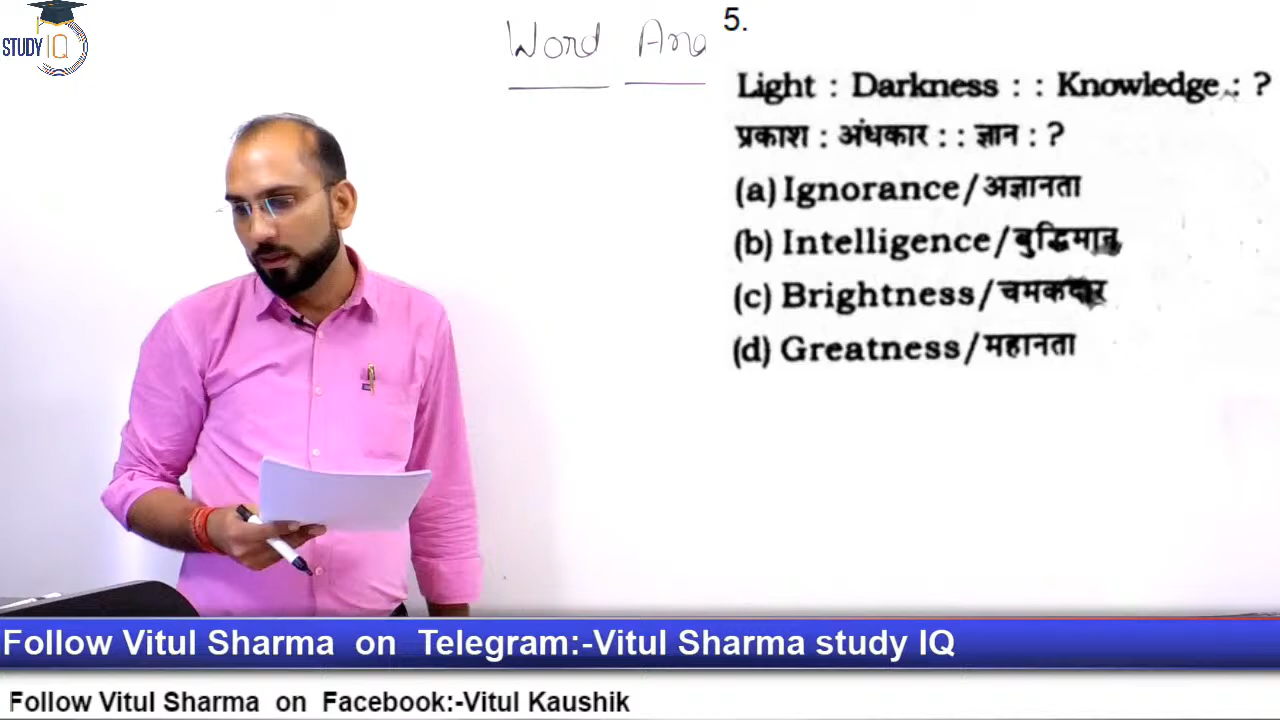 STUDY IQ
Word Ana
5.
Light : Darkness : : Knowledge : ?
प्रकाश : अंधकार : : ज्ञान : ?
(a) Ignorance/अज्ञानता
(b) Intelligence/बुद्धिमान
(c) Brightness/चमकदार
(d) Greatness/महानता
Follow Vitul Sharma on Telegram:-Vitul Sharma study IQ
Follow Vitul Sharma on Facebook:-Vitul Kaushik